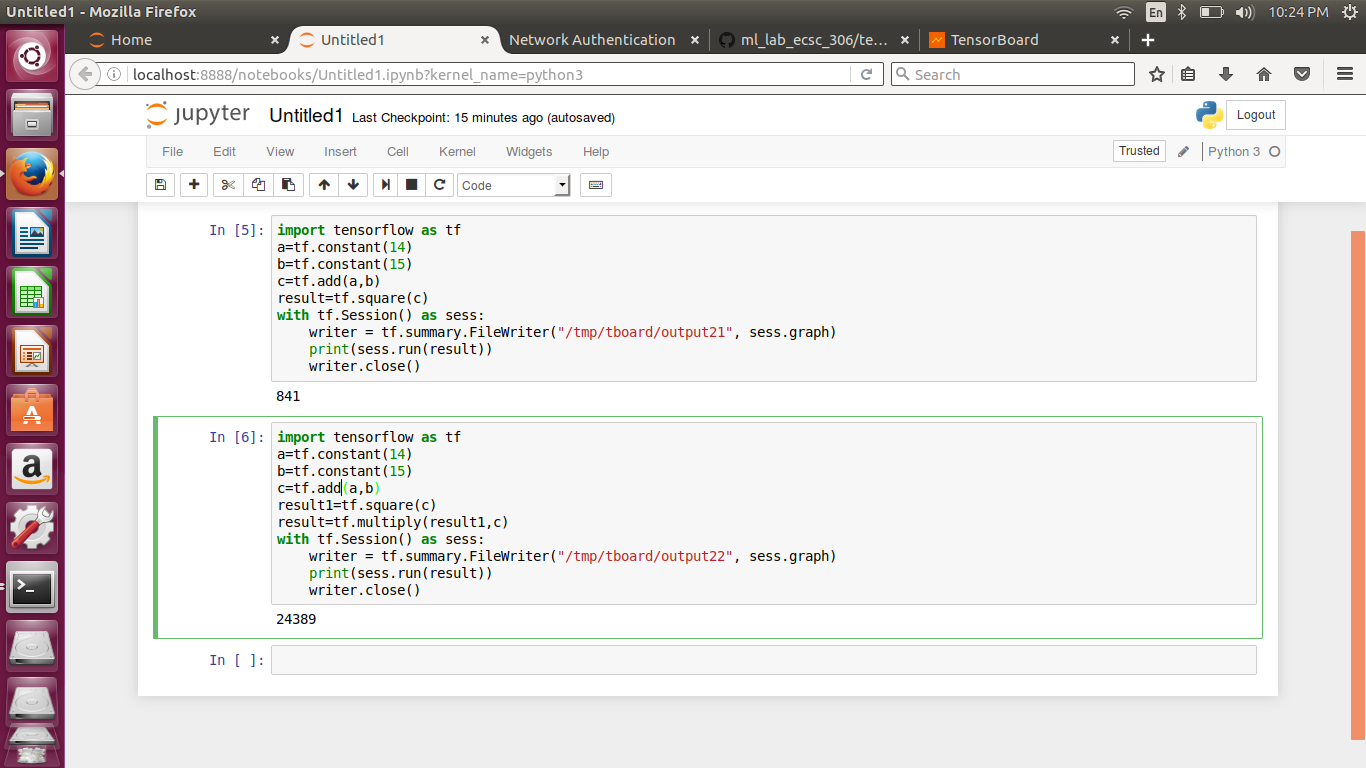 Untitled1 - Mozilla Firefox
En
10:24 PM
Home
Untitled1
Network Authentication
ml_lab_ecsc_306/te...
TensorBoard
localhost:8888/notebooks/Untitled1.ipynb?kernel_name=python3
Search
jupyter
Untitled1
Last Checkpoint: 15 minutes ago (autosaved)
Logout
File
Edit
View
Insert
Cell
Kernel
Widgets
Help
Trusted
Python 3
Code
In [5]:
import tensorflow as tf
a=tf.constant(14)
b=tf.constant(15)
c=tf.add(a,b)
result=tf.square(c)
with tf.Session() as sess:
    writer = tf.summary.FileWriter("/tmp/tboard/output21", sess.graph)
    print(sess.run(result))
    writer.close()
841
In [6]:
import tensorflow as tf
a=tf.constant(14)
b=tf.constant(15)
c=tf.add(a,b)
result1=tf.square(c)
result=tf.multiply(result1,c)
with tf.Session() as sess:
    writer = tf.summary.FileWriter("/tmp/tboard/output22", sess.graph)
    print(sess.run(result))
    writer.close()
24389
In [ ]: